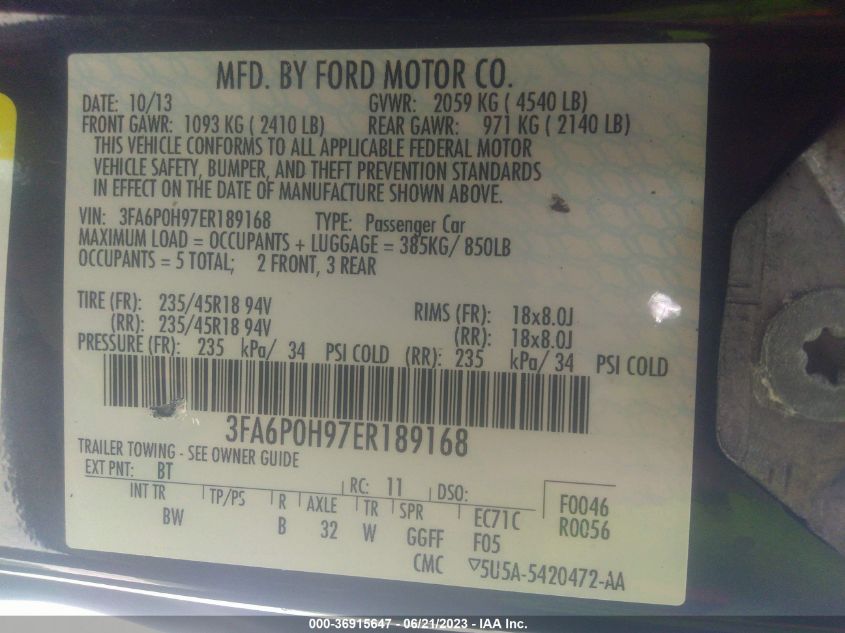 MFD. BY FORD MOTOR CO.
DATE: 10/13 GVWR: 2059 KG ( 4540 LB)
FRONT GAWR: 1093 KG ( 2410 LB) REAR GAWR: 971 KG ( 2140 LB)
THIS VEHICLE CONFORMS TO ALL APPLICABLE FEDERAL MOTOR
VEHICLE SAFETY, BUMPER, AND THEFT PREVENTION STANDARDS
IN EFFECT ON THE DATE OF MANUFACTURE SHOWN ABOVE.
VIN: 3FA6P0H97ER189168 TYPE: Passenger Car
MAXIMUM LOAD = OCCUPANTS + LUGGAGE = 385KG/ 850LB
OCCUPANTS = 5 TOTAL; 2 FRONT, 3 REAR
TIRE (FR): 235/45R18 94V RIMS (FR): 18x8.0J
(RR): 235/45R18 94V (RR): 18x8.0J
PRESSURE (FR): 235 kPa/ 34 PSI COLD (RR): 235 kPa/ 34 PSI COLD
3FA6P0H97ER189168
TRAILER TOWING - SEE OWNER GUIDE
EXT PNT: BT RC: 11 DSO: F0046
INT TR TP/PS R AXLE TR SPR EC71C R0056
BW B 32 W GGFF F05
CMC ▽5U5A-5420472-AA
000-36915647 - 06/21/2023 - IAA Inc.